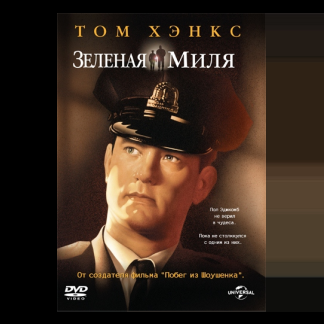 ТОМ ХЭНКС
ЗЕЛЕНАЯ МИЛЯ
Пол Эджкомб
не верил
в чудеса.
Пока не столкнулся
с одним из них.
От создателя фильма "Побег из Шоушенка".
DVD
VIDEO
UNIVERSAL